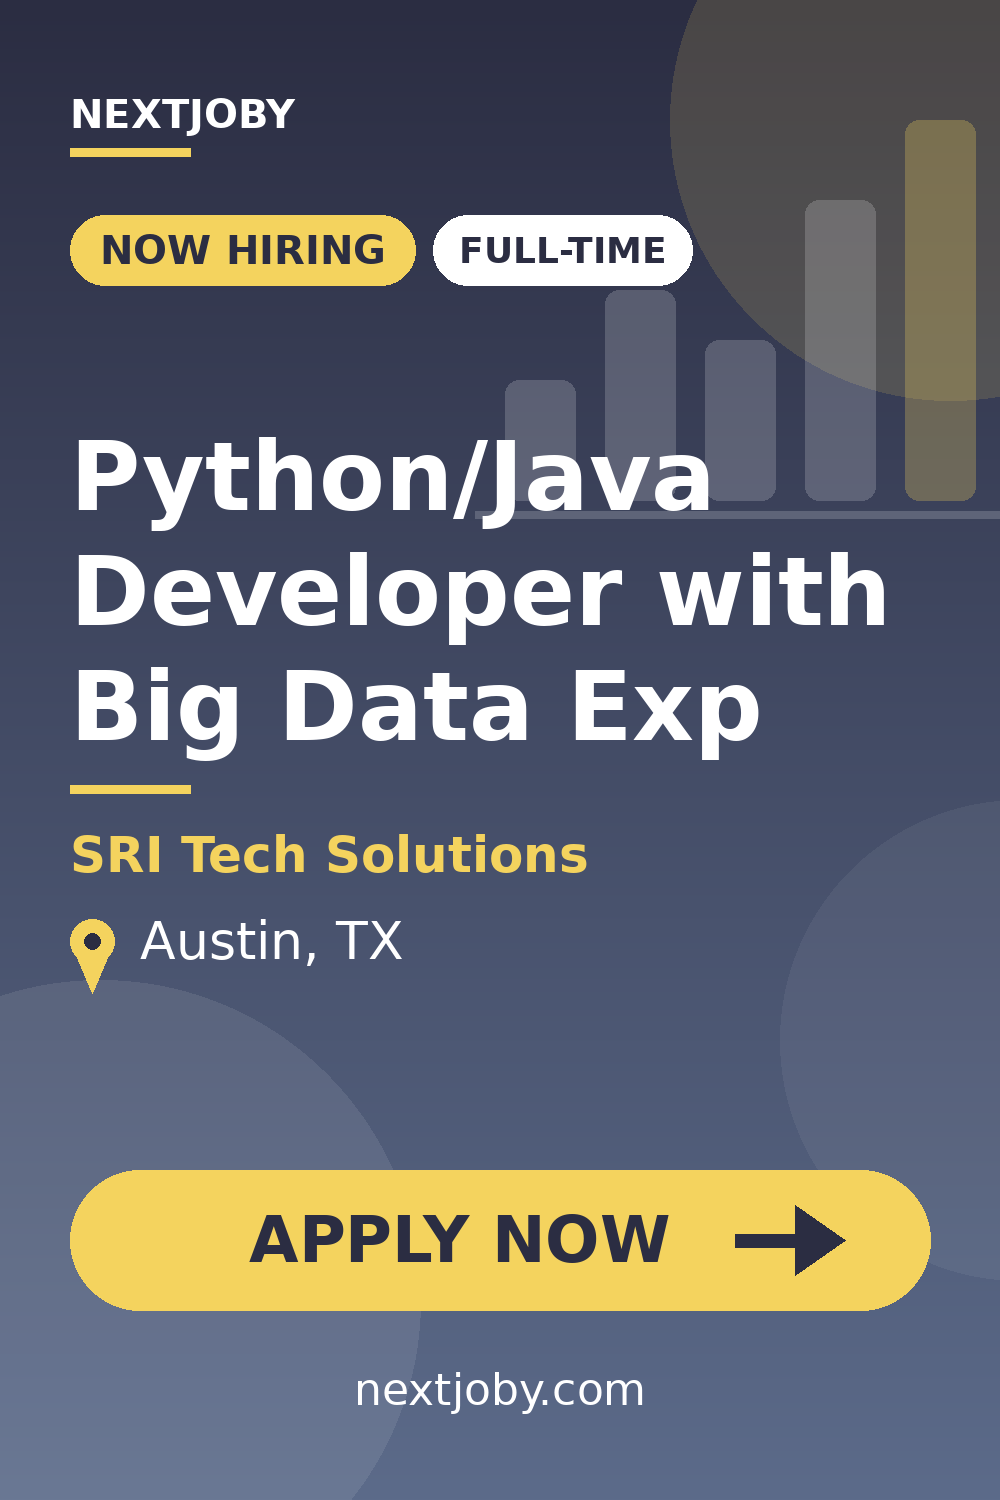 NEXTJOBY
NOW HIRING FULL-TIME
Python/Java
Developer with
Big Data Exp
SRI Tech Solutions
Austin, TX
APPLY NOW
nextjoby.com